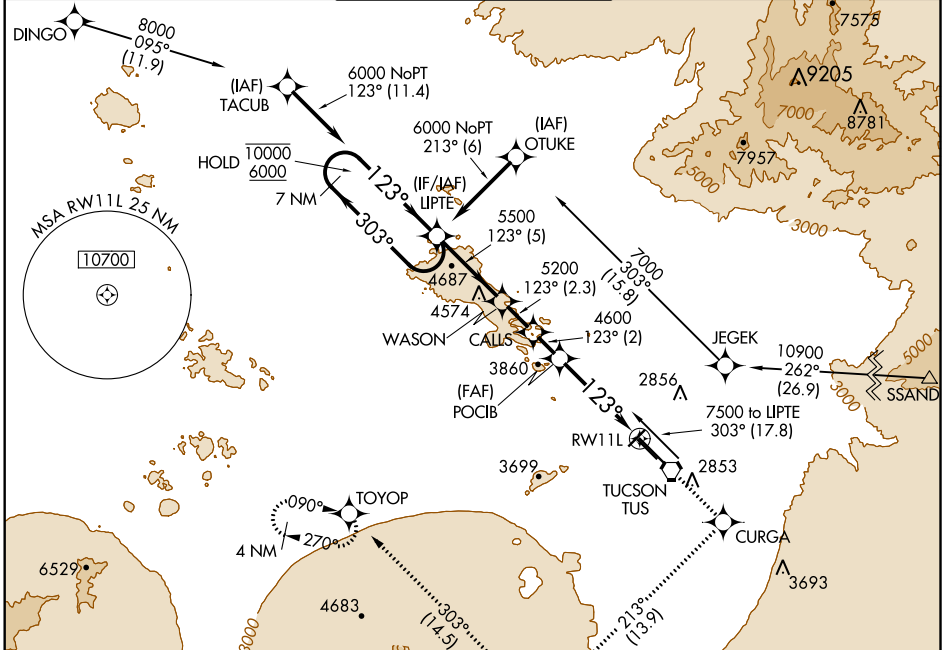 DINGO
8000
095°
(11.9)
(IAF)
TACUB
6000 NoPT
123° (11.4)
7575
9205
7000
8781
7957
5000
3000
HOLD
10000
6000
7 NM
123°
303°
6000 NoPT
213° (6)
(IAF)
OTUKE
(IF/IAF)
LIPTE
MSA RW11L 25 NM
10700
5500
123° (5)
4687
4574
5200
123° (2.3)
WASON
CALLS
4600
123° (2)
3860
(FAF)
POCIB
7000
303°
(15.8)
JEGEK
10900
262°
(26.9)
5000
SSAND
3000
2856
123°
7500 to LIPTE
303° (17.8)
RW11L
2853
TUCSON
TUS
3699
TOYOP
090°
270°
4 NM
CURGA
3693
6529
4683
3000
303°
(14.5)
213°
(13.9)
3000